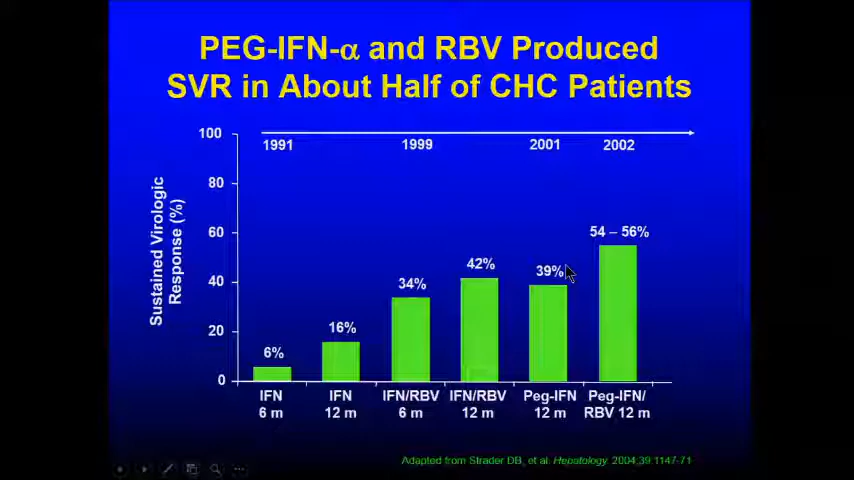 PEG-IFN-α and RBV Produced
SVR in About Half of CHC Patients
100
1991
1999
2001
2002
80
60
40
20
0
Sustained Virologic
Response (%)
6%
16%
34%
42%
39%
54 – 56%
IFN
6 m
IFN
12 m
IFN/RBV
6 m
IFN/RBV
12 m
Peg-IFN
12 m
Peg-IFN/
RBV 12 m
Adapted from Strader DB, et al. Hepatology. 2004;39:1147-71